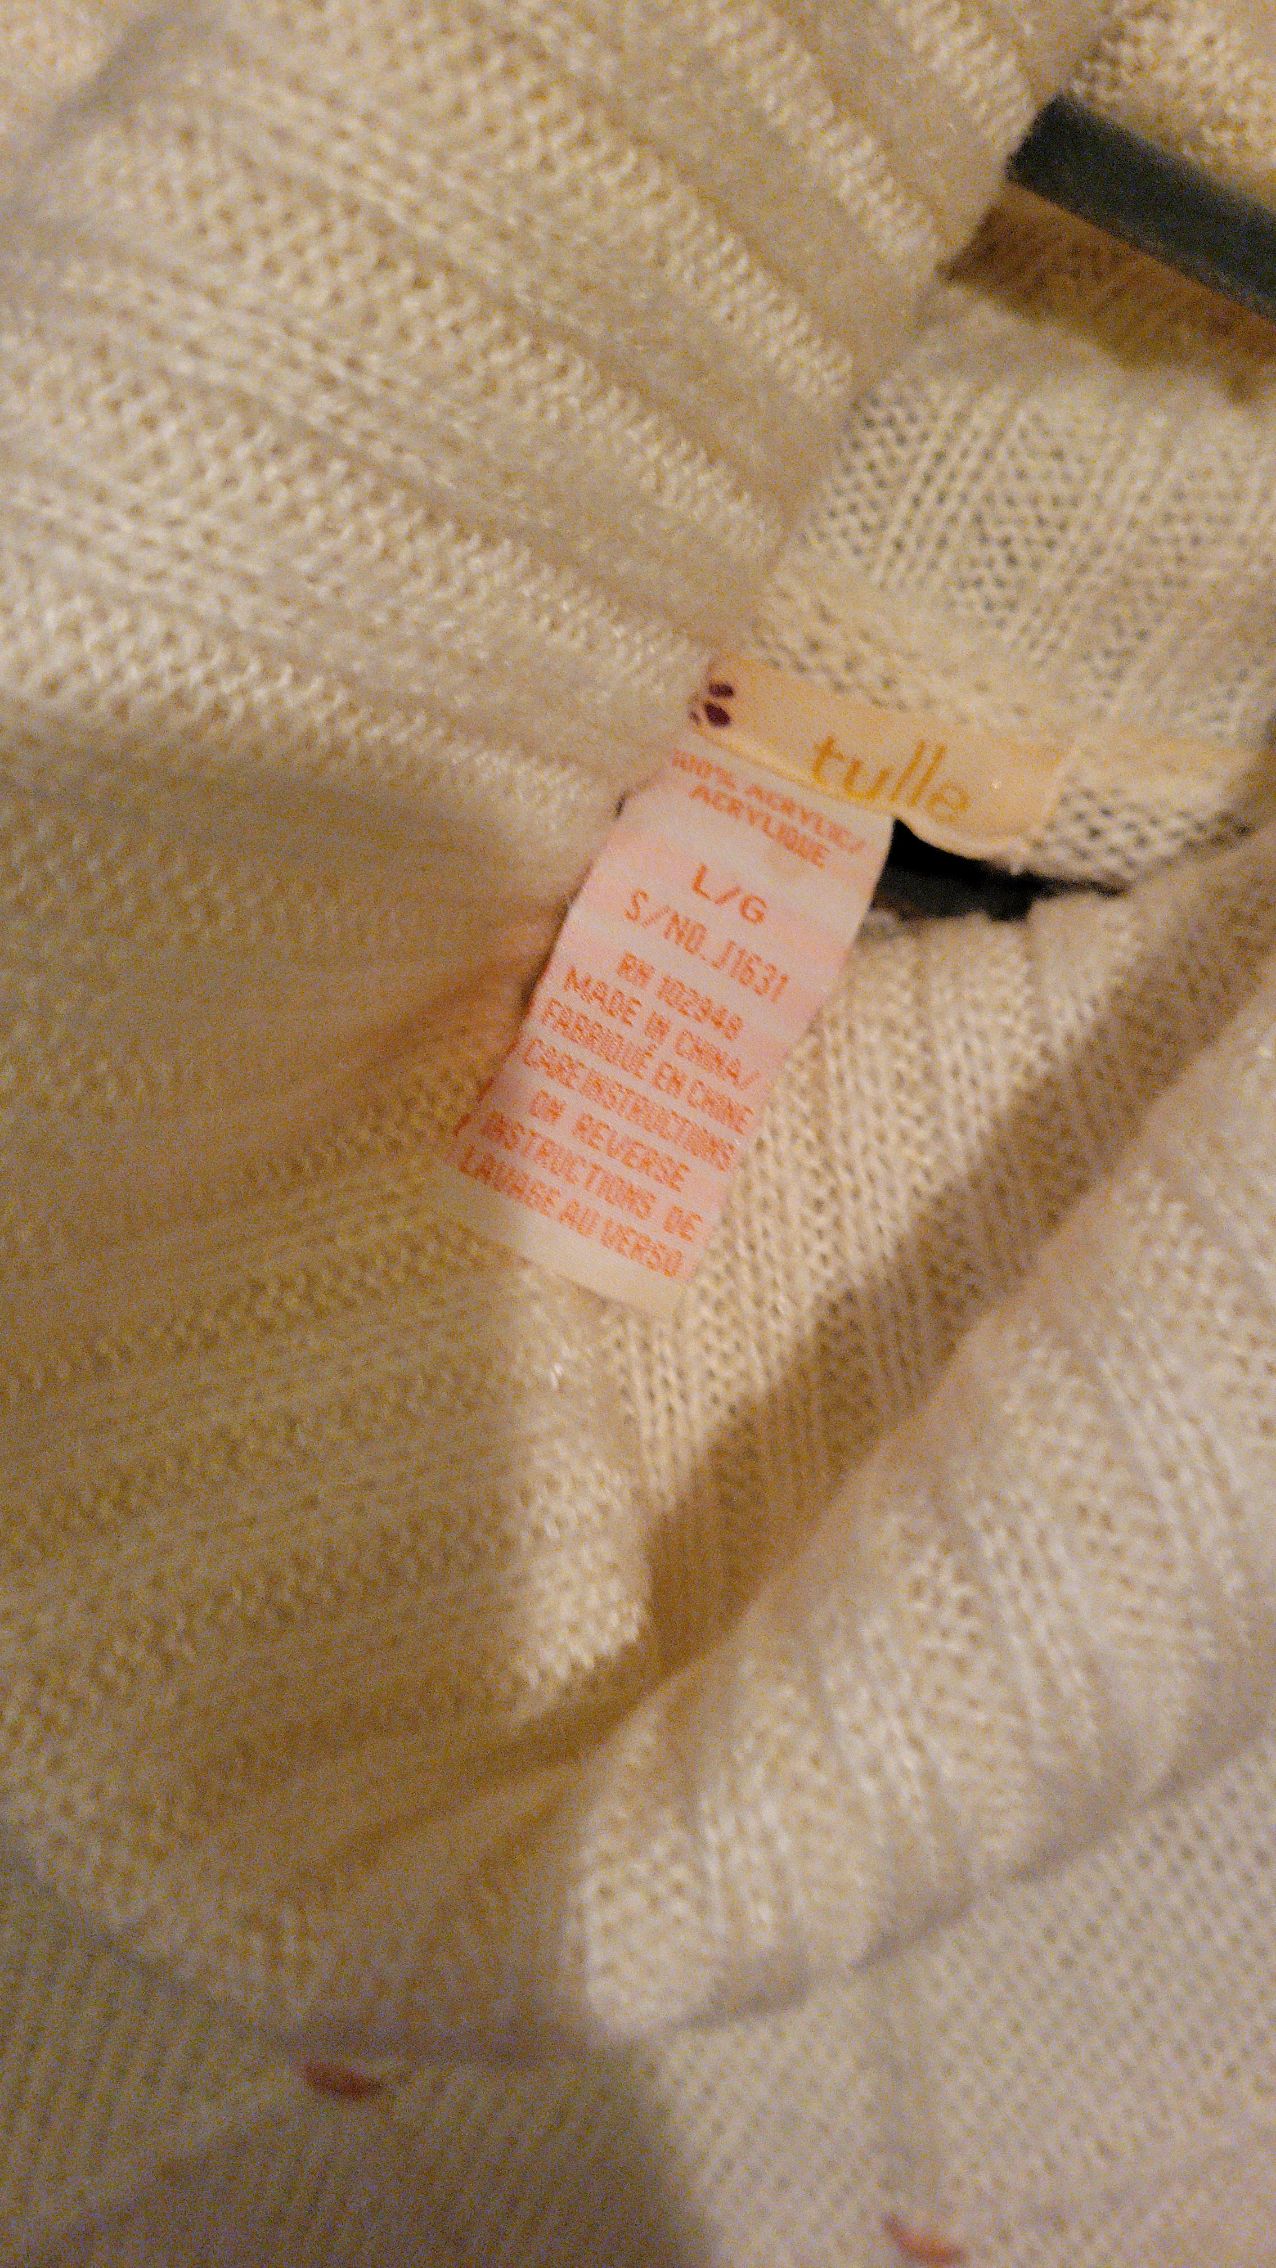 tulle
100% ACRYLIC/
ACRYLIQUE
L/G
S/NO.J1631
RN 102948
MADE IN CHINA/
FABRIQUÉ EN CHINE
CARE INSTRUCTIONS
ON REVERSE
INSTRUCTIONS DE
LAVAGE AU VERSO